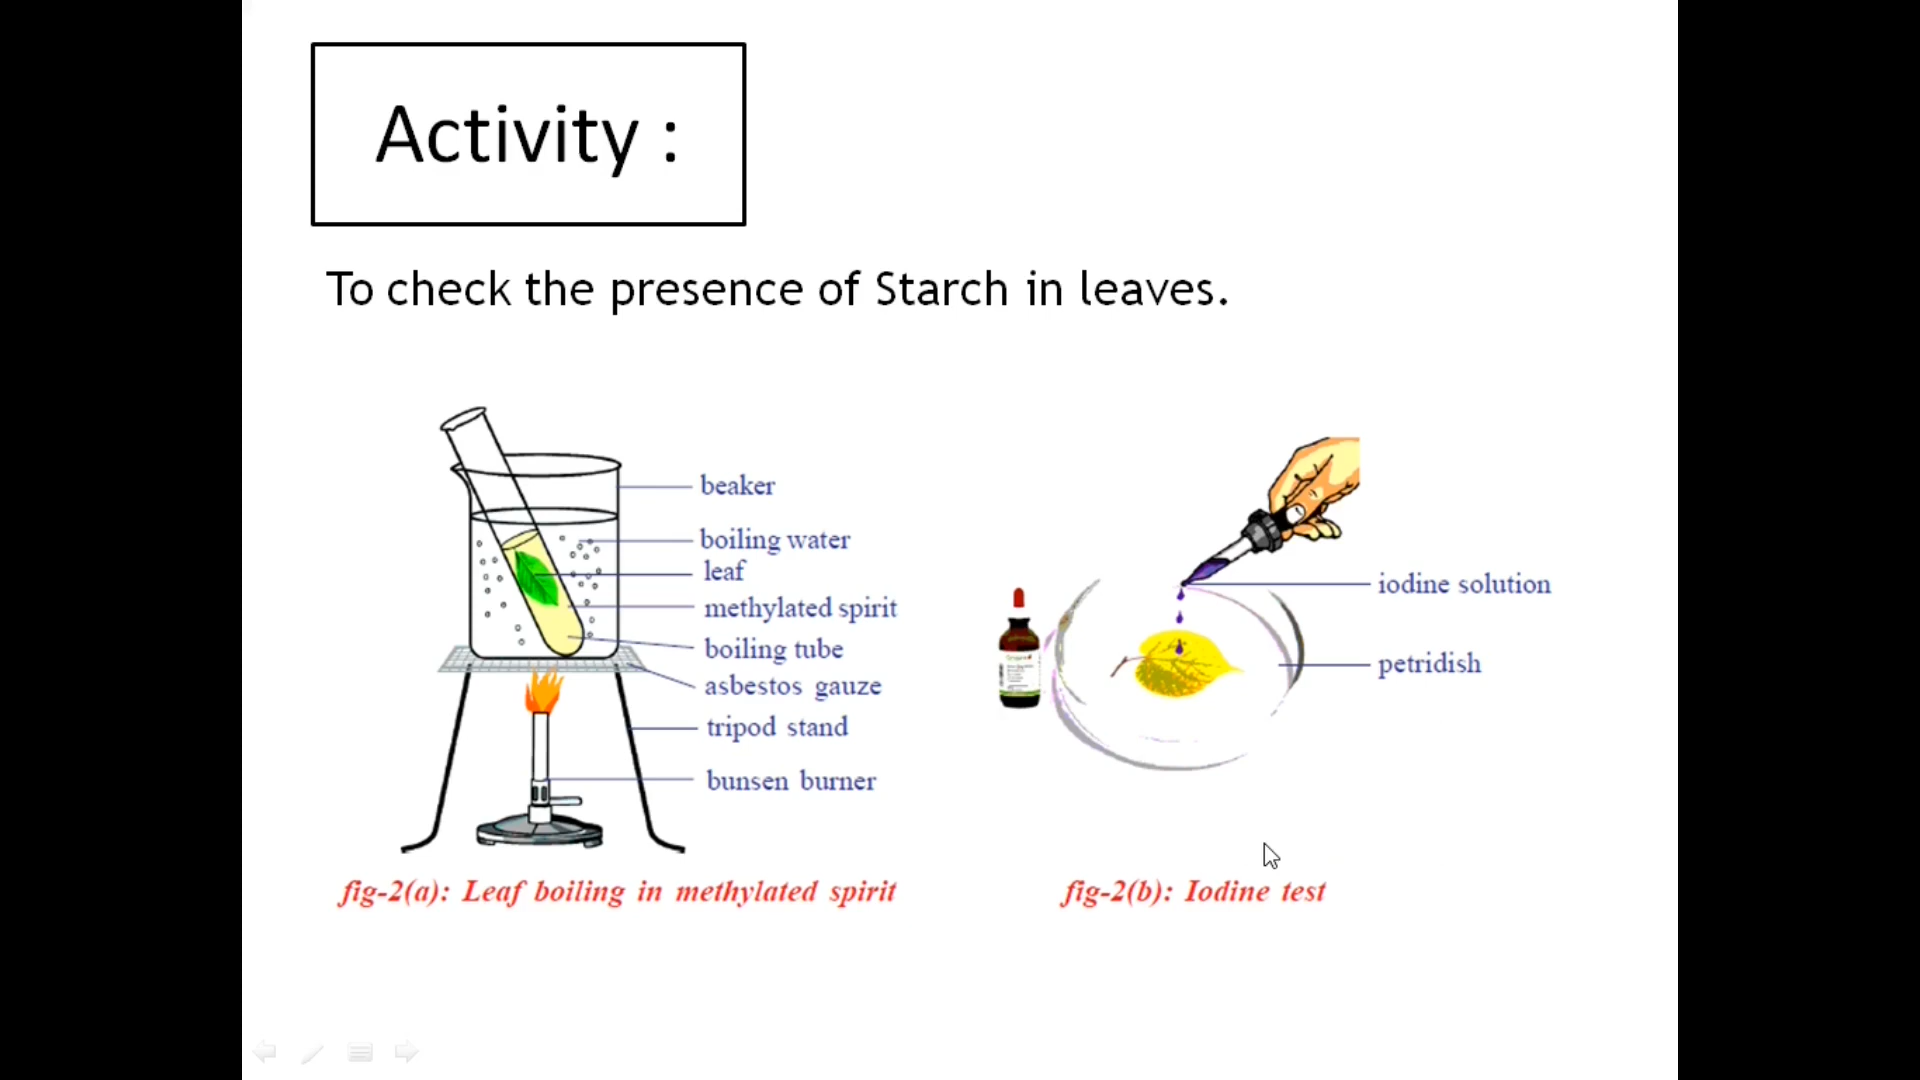 Activity :
To check the presence of Starch in leaves.
beaker
boiling water
leaf
methylated spirit
boiling tube
asbestos gauze
tripod stand
bunsen burner
fig-2(a): Leaf boiling in methylated spirit
iodine solution
petridish
fig-2(b): Iodine test